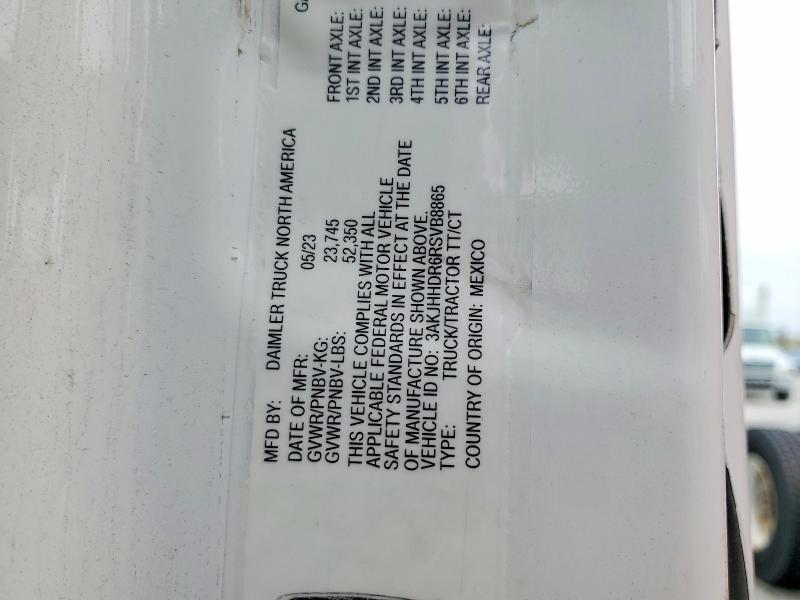 MFD BY: DAIMLER TRUCK NORTH AMERICA
DATE OF MFR: 05/23
GVWR/PNBV-KG: 23,745
GVWR/PNBV-LBS: 52,350
THIS VEHICLE COMPLIES WITH ALL
APPLICABLE FEDERAL MOTOR VEHICLE
SAFETY STANDARDS IN EFFECT AT THE DATE
OF MANUFACTURE SHOWN ABOVE.
VEHICLE ID NO: 3AKJHHDR6RSVB8865
TYPE: TRUCK/TRACTOR TT/CT
COUNTRY OF ORIGIN: MEXICO
FRONT AXLE:
1ST INT AXLE:
2ND INT AXLE:
3RD INT AXLE:
4TH INT AXLE:
5TH INT AXLE:
6TH INT AXLE:
REAR AXLE: